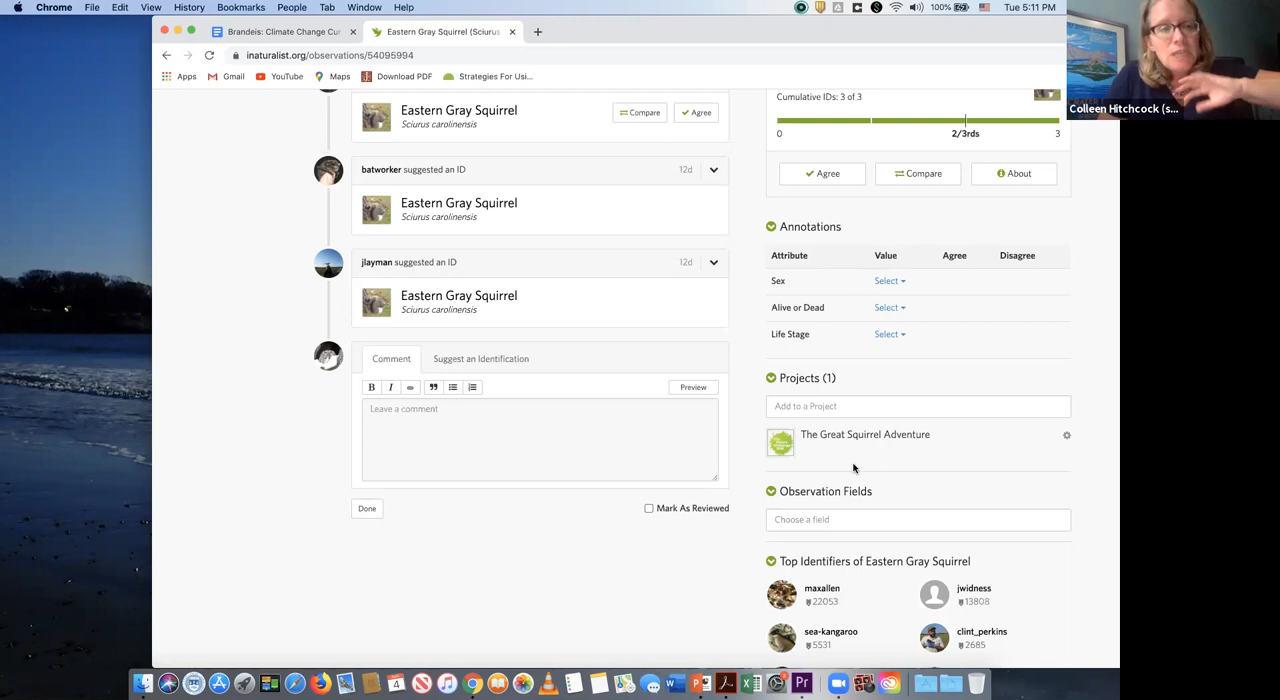 Chrome File Edit View History Bookmarks People Tab Window Help
100% Tue 5:11 PM
Brandeis: Climate Change Cur
Eastern Gray Squirrel (Sciurus
inaturalist.org/observations/54095994
Apps Gmail YouTube Maps Download PDF Strategies For Usi...
Colleen Hitchcock (s...
Eastern Gray Squirrel
Sciurus carolinensis
Compare
Agree
batworker suggested an ID
12d
Eastern Gray Squirrel
Sciurus carolinensis
jlayman suggested an ID
12d
Eastern Gray Squirrel
Sciurus carolinensis
Comment
Suggest an Identification
B I
Preview
Leave a comment
Done
Mark As Reviewed
Cumulative IDs: 3 of 3
0 2/3rds 3
Agree
Compare
About
Annotations
Attribute Value Agree Disagree
Sex Select
Alive or Dead Select
Life Stage Select
Projects (1)
Add to a Project
The Great Squirrel Adventure
Observation Fields
Choose a field
Top Identifiers of Eastern Gray Squirrel
maxallen
22053
jwidness
13808
sea-kangaroo
5531
clint_perkins
2685